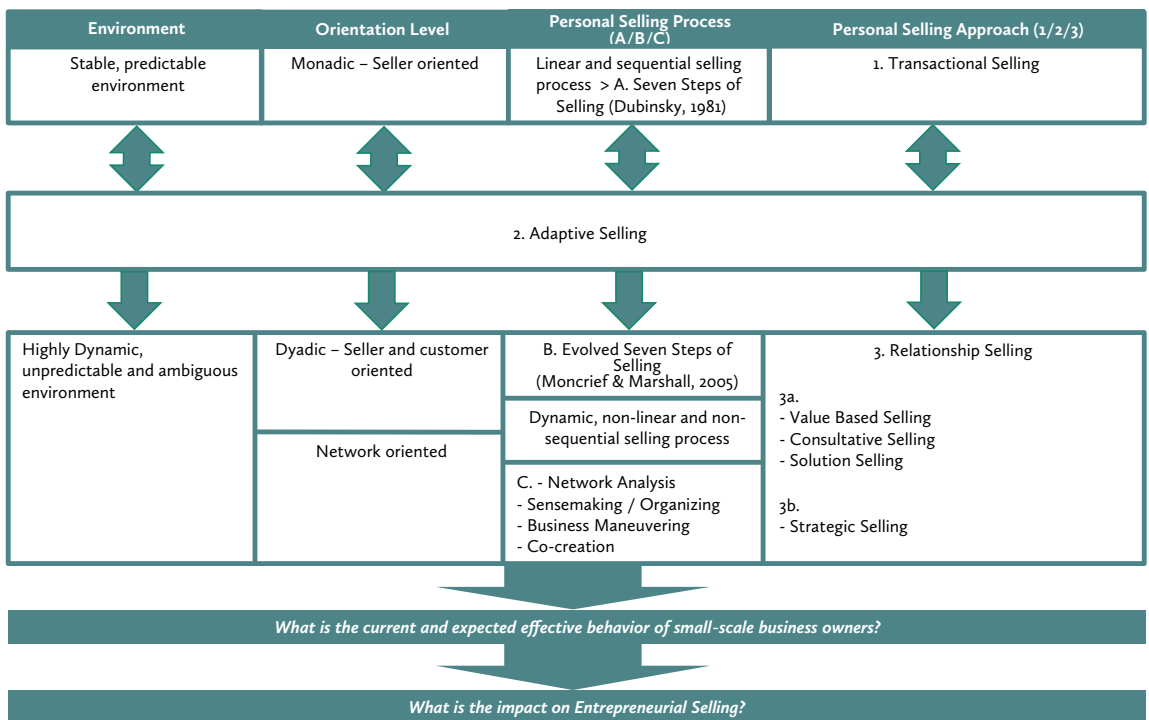 Environment
Orientation Level
Personal Selling Process
(A/B/C)
Personal Selling Approach (1/2/3)
Stable, predictable
environment
Monadic – Seller oriented
Linear and sequential selling
process > A. Seven Steps of
Selling (Dubinsky, 1981)
1. Transactional Selling
2. Adaptive Selling
Highly Dynamic,
unpredictable and ambiguous
environment
Dyadic – Seller and customer
oriented
Network oriented
B. Evolved Seven Steps of
Selling
(Moncrief & Marshall, 2005)
Dynamic, non-linear and non-
sequential selling process
C. - Network Analysis
- Sensemaking / Organizing
- Business Maneuvering
- Co-creation
3. Relationship Selling
3a.
- Value Based Selling
- Consultative Selling
- Solution Selling
3b.
- Strategic Selling
What is the current and expected effective behavior of small-scale business owners?
What is the impact on Entrepreneurial Selling?